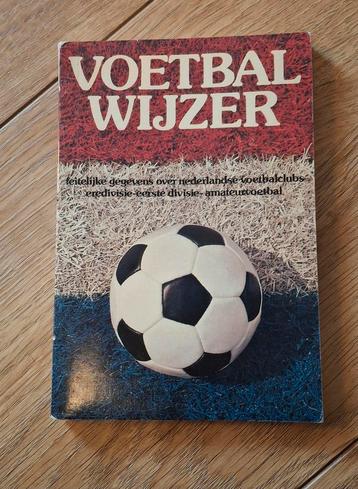 VOETBAL
WIJZER
feitelijke gegevens over nederlandse voetbalclubs
eredivisie-eerste divisie-amateurvoetbal